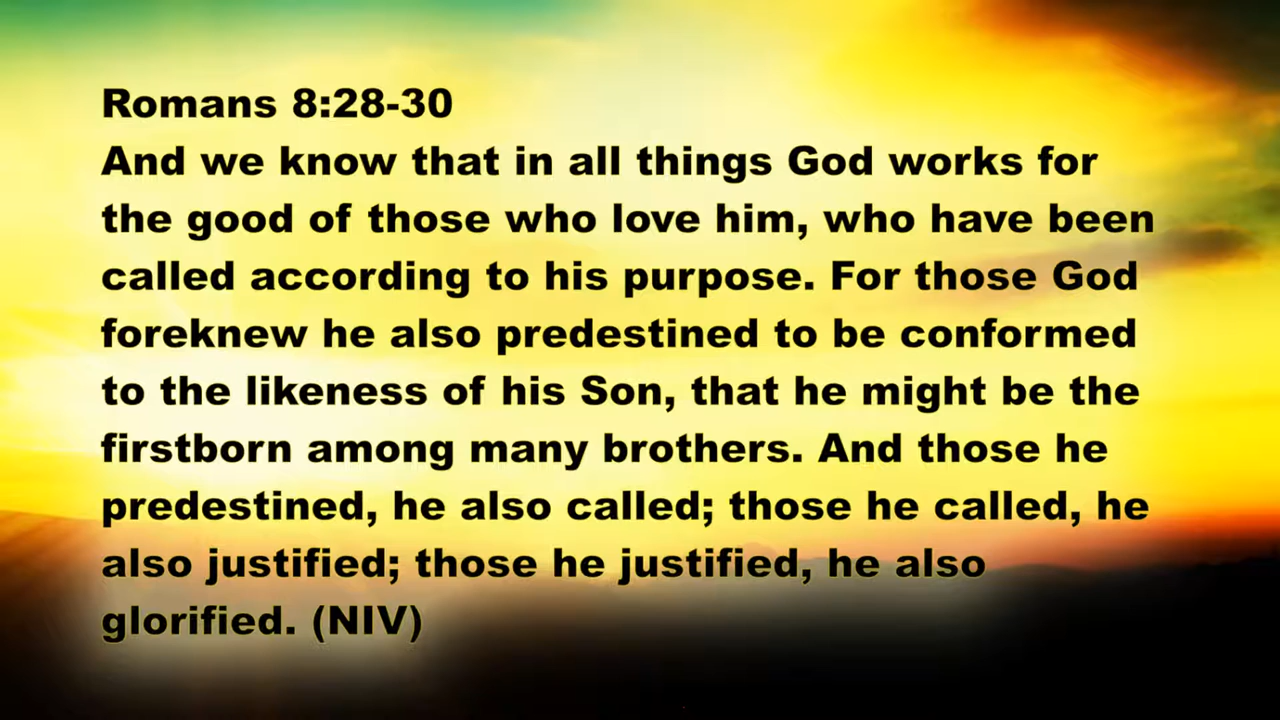 Romans 8:28-30
And we know that in all things God works for
the good of those who love him, who have been
called according to his purpose. For those God
foreknew he also predestined to be conformed
to the likeness of his Son, that he might be the
firstborn among many brothers. And those he
predestined, he also called; those he called, he
also justified; those he justified, he also
glorified. (NIV)